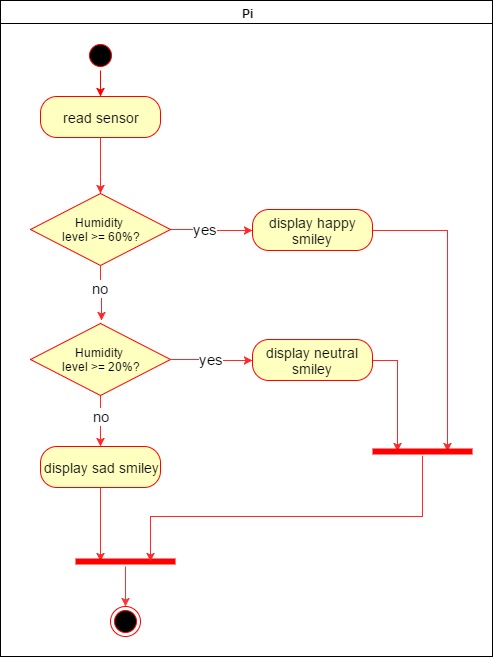 Pi
read sensor
Humidity
level >= 60%?
yes
display happy
smiley
no
Humidity
level >= 20%?
yes
display neutral
smiley
no
display sad smiley